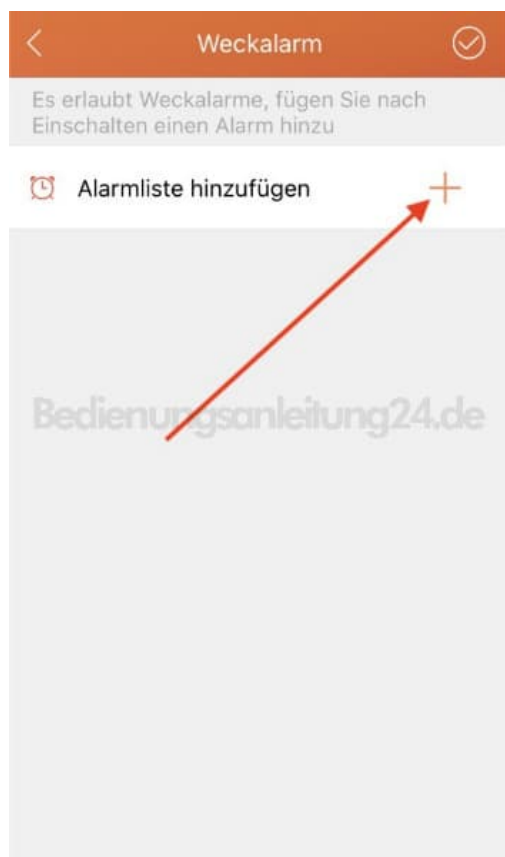 Weckalarm
Es erlaubt Weckalarme, fügen Sie nach
Einschalten einen Alarm hinzu
Alarmliste hinzufügen
Bedienungsanleitung24.de